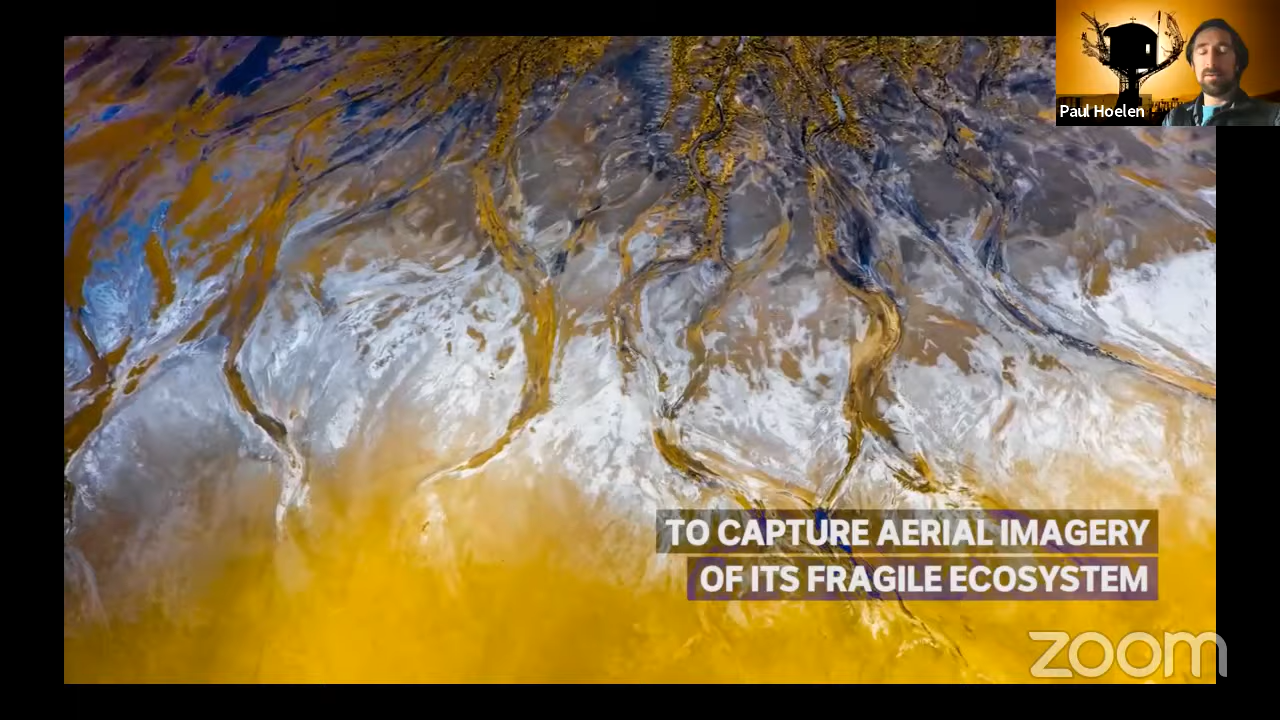 Paul Hoelen
TO CAPTURE AERIAL IMAGERY
OF ITS FRAGILE ECOSYSTEM
zoom